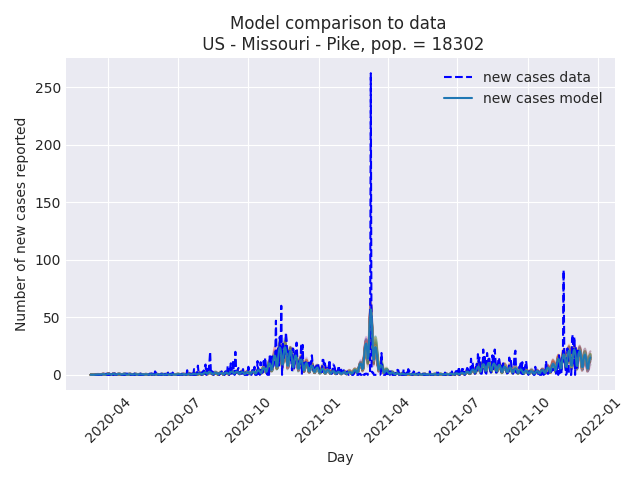 Model comparison to data
US - Missouri - Pike, pop. = 18302
new cases data
new cases model
Number of new cases reported
250
200
150
100
50
0
2020-04
2020-07
2020-10
2021-01
2021-04
2021-07
2021-10
2022-01
Day